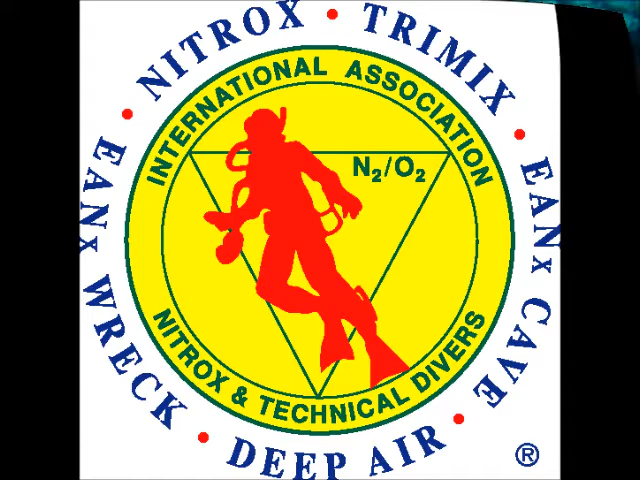 NITROX • TRIMIX •
EANx CAVE •
DEEP AIR •
EANx WRECK •
INTERNATIONAL ASSOCIATION
N2/O2
NITROX & TECHNICAL DIVERS
®